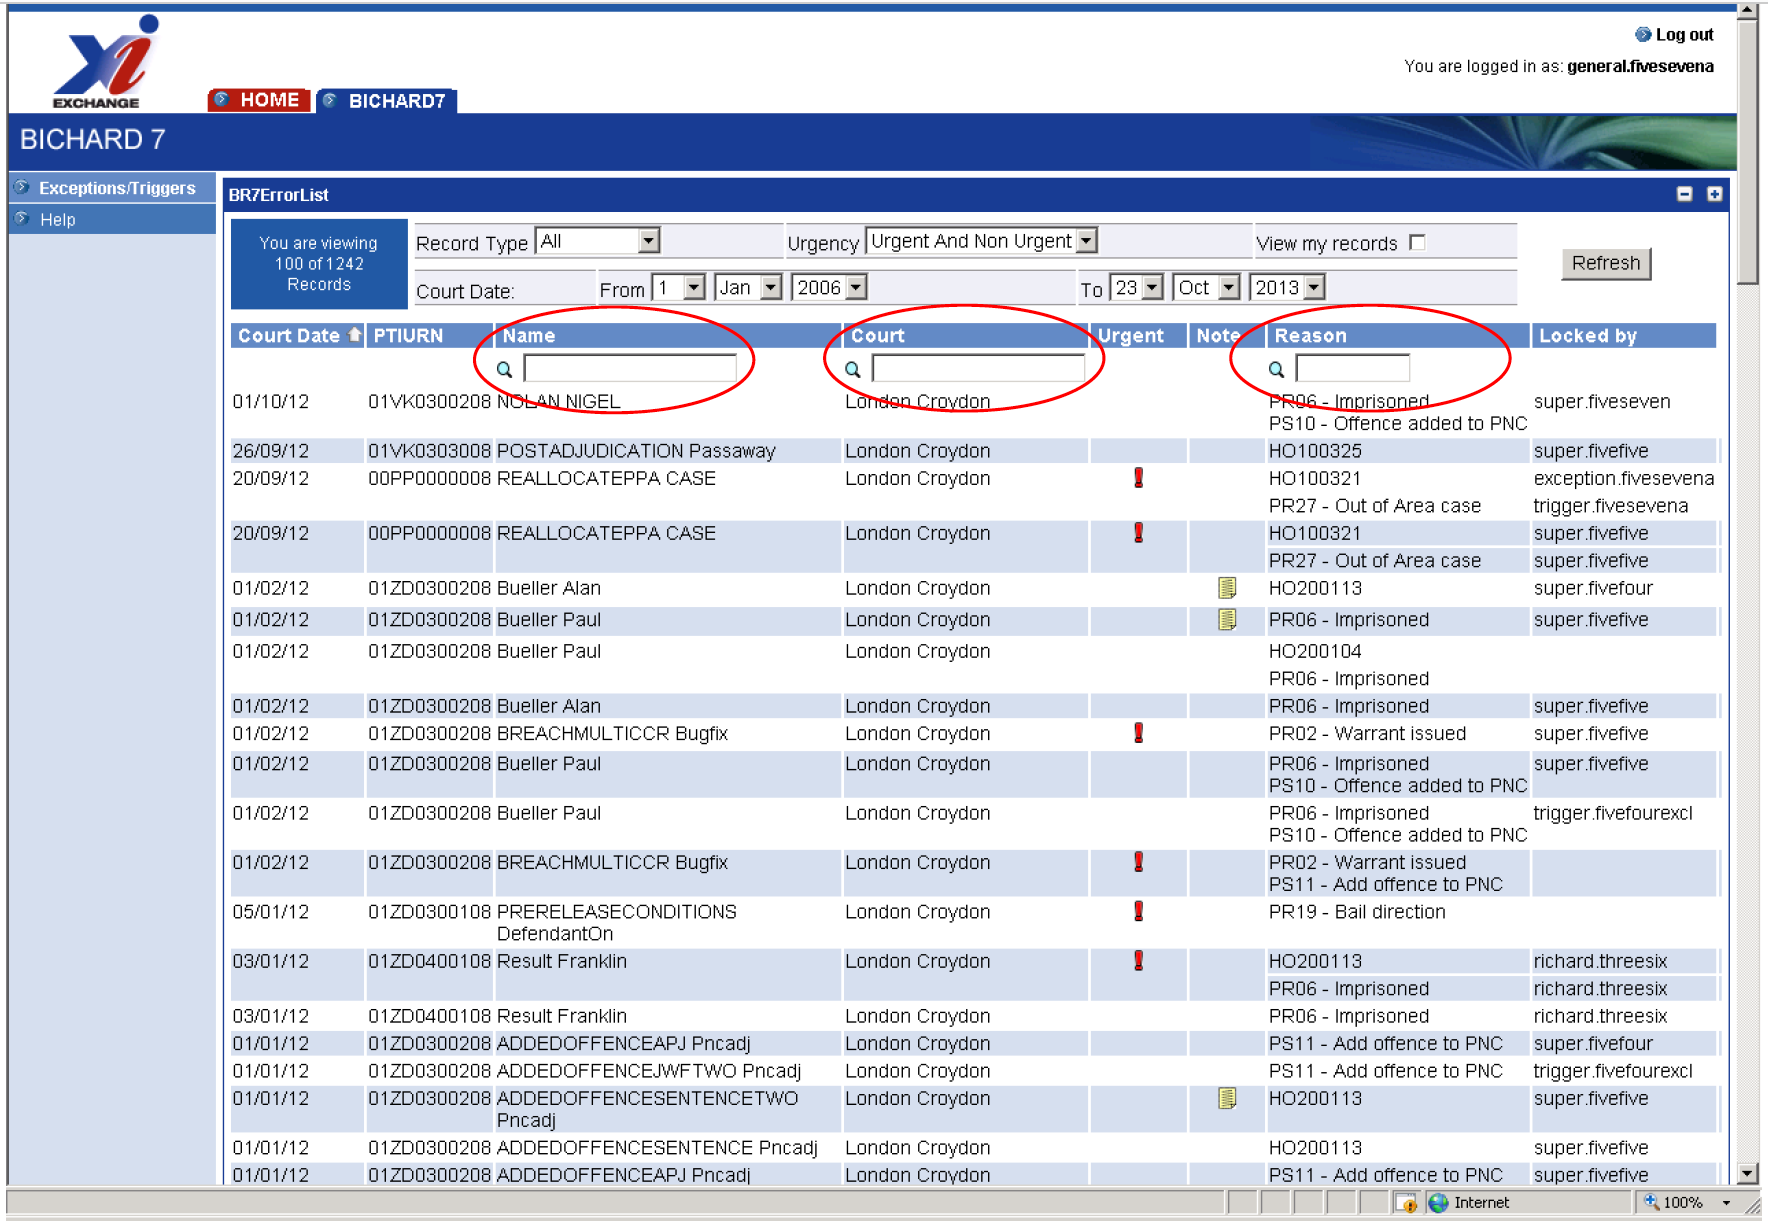 Log out
You are logged in as: general.fivesevena
Xi
EXCHANGE
HOME BICHARD7
BICHARD 7
Exceptions/Triggers
Help
BR7ErrorList
You are viewing
100 of 1242
Records
Record Type All Urgency Urgent And Non Urgent View my records
Refresh
Court Date: From 1 Jan 2006 To 23 Oct 2013
Court Date PTIURN Name Court Urgent Note Reason Locked by
01/10/12 01VK0300208 NOLAN NIGEL London Croydon PR06 - Imprisoned super.fiveseven
PS10 - Offence added to PNC
26/09/12 01VK0303008 POSTADJUDICATION Passaway London Croydon HO100325 super.fivefive
20/09/12 00PP0000008 REALLOCATEPPA CASE London Croydon HO100321 exception.fivesevena
PR27 - Out of Area case trigger.fivesevena
20/09/12 00PP0000008 REALLOCATEPPA CASE London Croydon HO100321 super.fivefive
PR27 - Out of Area case super.fivefive
01/02/12 01ZD0300208 Bueller Alan London Croydon HO200113 super.fivefour
01/02/12 01ZD0300208 Bueller Paul London Croydon PR06 - Imprisoned super.fivefive
01/02/12 01ZD0300208 Bueller Paul London Croydon HO200104
PR06 - Imprisoned
01/02/12 01ZD0300208 Bueller Alan London Croydon PR06 - Imprisoned super.fivefive
01/02/12 01ZD0300208 BREACHMULTICCR Bugfix London Croydon PR02 - Warrant issued super.fivefive
01/02/12 01ZD0300208 Bueller Paul London Croydon PR06 - Imprisoned super.fivefive
PS10 - Offence added to PNC
01/02/12 01ZD0300208 Bueller Paul London Croydon PR06 - Imprisoned trigger.fivefourexcl
PS10 - Offence added to PNC
01/02/12 01ZD0300208 BREACHMULTICCR Bugfix London Croydon PR02 - Warrant issued
PS11 - Add offence to PNC
05/01/12 01ZD0300108 PRERELEASECONDITIONS London Croydon PR19 - Bail direction
DefendantOn
03/01/12 01ZD0400108 Result Franklin London Croydon HO200113 richard.threesix
PR06 - Imprisoned richard.threesix
03/01/12 01ZD0400108 Result Franklin London Croydon PR06 - Imprisoned richard.threesix
01/01/12 01ZD0300208 ADDEDOFFENCEAPJ Pncadj London Croydon PS11 - Add offence to PNC super.fivefour
01/01/12 01ZD0300208 ADDEDOFFENCEJWFTWO Pncadj London Croydon PS11 - Add offence to PNC trigger.fivefourexcl
01/01/12 01ZD0300208 ADDEDOFFENCESENTENCETWO London Croydon HO200113 super.fivefive
Pncadj
01/01/12 01ZD0300208 ADDEDOFFENCESENTENCE Pncadj London Croydon HO200113 super.fivefive
01/01/12 01ZD0300208 ADDEDOFFENCEAPJ Pncadj London Croydon PS11 - Add offence to PNC super.fivefive
Internet 100%